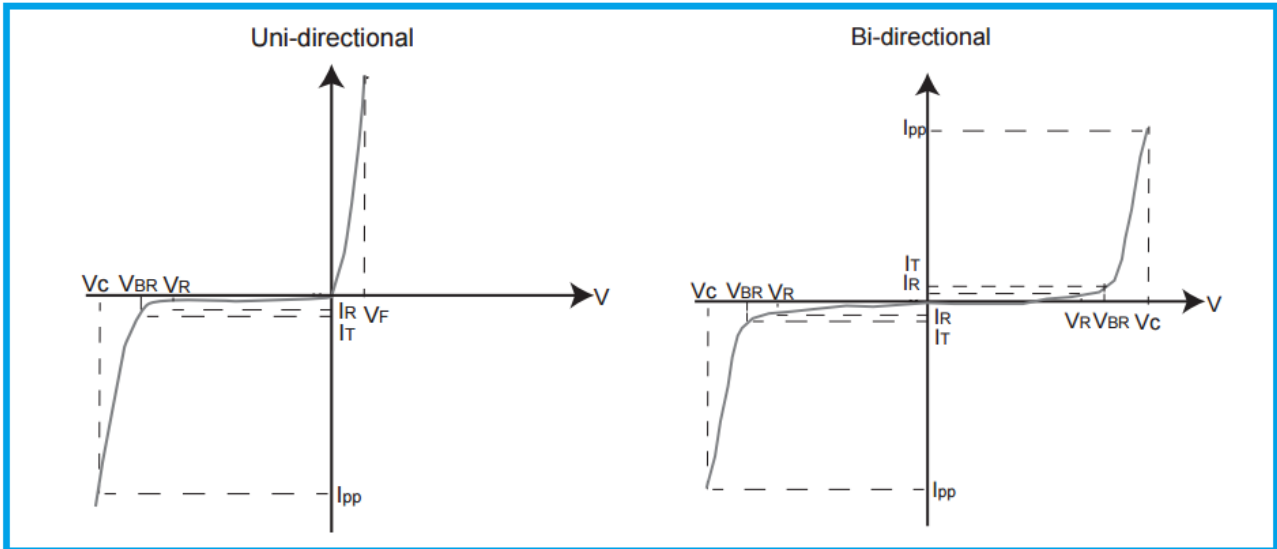 Uni-directional
Vc VBR VR
IR VF
IT
V
Ipp
Bi-directional
Ipp
IT
IR
Vc VBR VR
IR
IT
VR VBR Vc
V
Ipp